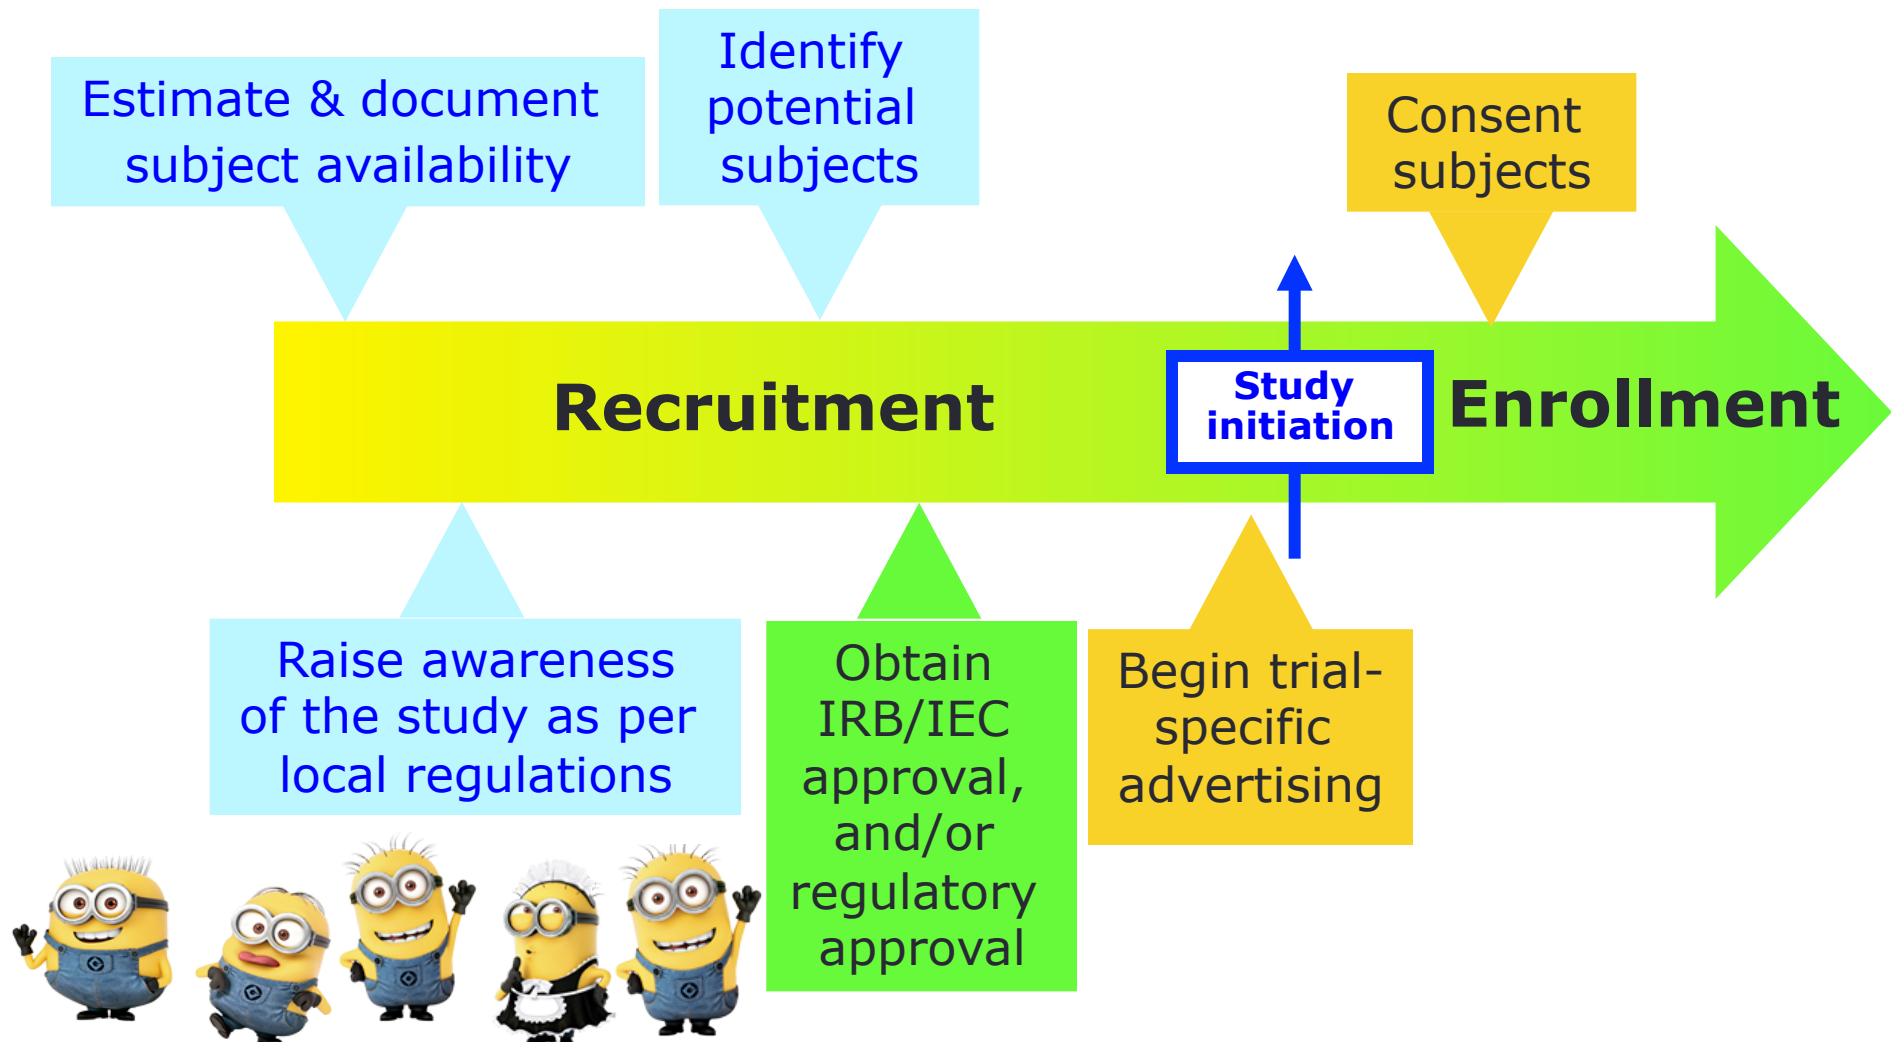 Estimate & document
subject availability
Identify
potential
subjects
Consent
subjects
Recruitment
Study
initiation
Enrollment
Raise awareness
of the study as per
local regulations
Obtain
IRB/IEC
approval,
and/or
regulatory
approval
Begin trial-
specific
advertising